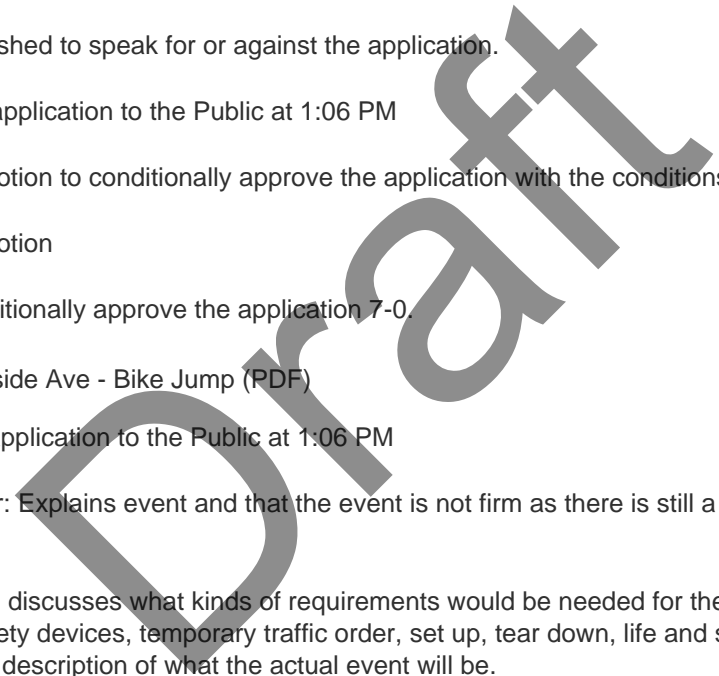 shed to speak for or against the application.
application to the Public at 1:06 PM
otion to conditionally approve the application with the conditions
otion
itionally approve the application 7-0.
side Ave - Bike Jump (PDF)
pplication to the Public at 1:06 PM
r: Explains event and that the event is not firm as there is still a
discusses what kinds of requirements would be needed for the
ety devices, temporary traffic order, set up, tear down, life and s
description of what the actual event will be.
Draft